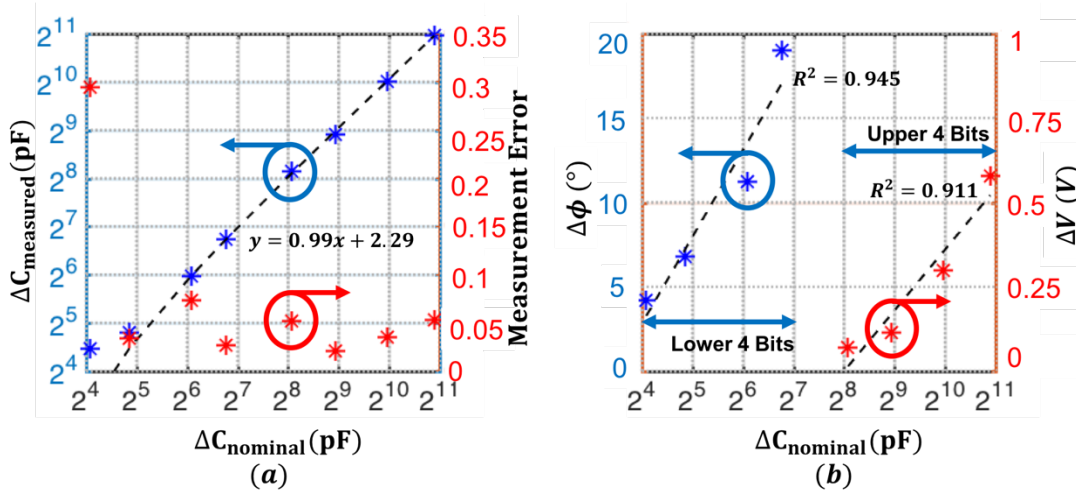 2^11
2^10
2^9
2^8
2^7
2^6
2^5
2^4
ΔC_measured (pF)
0.35
0.3
0.25
0.2
0.15
0.1
0.05
0
Measurement Error
y = 0.99x + 2.29
2^4 2^5 2^6 2^7 2^8 2^9 2^10 2^11
ΔC_nominal (pF)
(a)
20
15
10
5
0
Δϕ (°)
1
0.75
0.5
0.25
0
ΔV (V)
R^2 = 0.945
Upper 4 Bits
R^2 = 0.911
Lower 4 Bits
2^4 2^5 2^6 2^7 2^8 2^9 2^10 2^11
ΔC_nominal (pF)
(b)